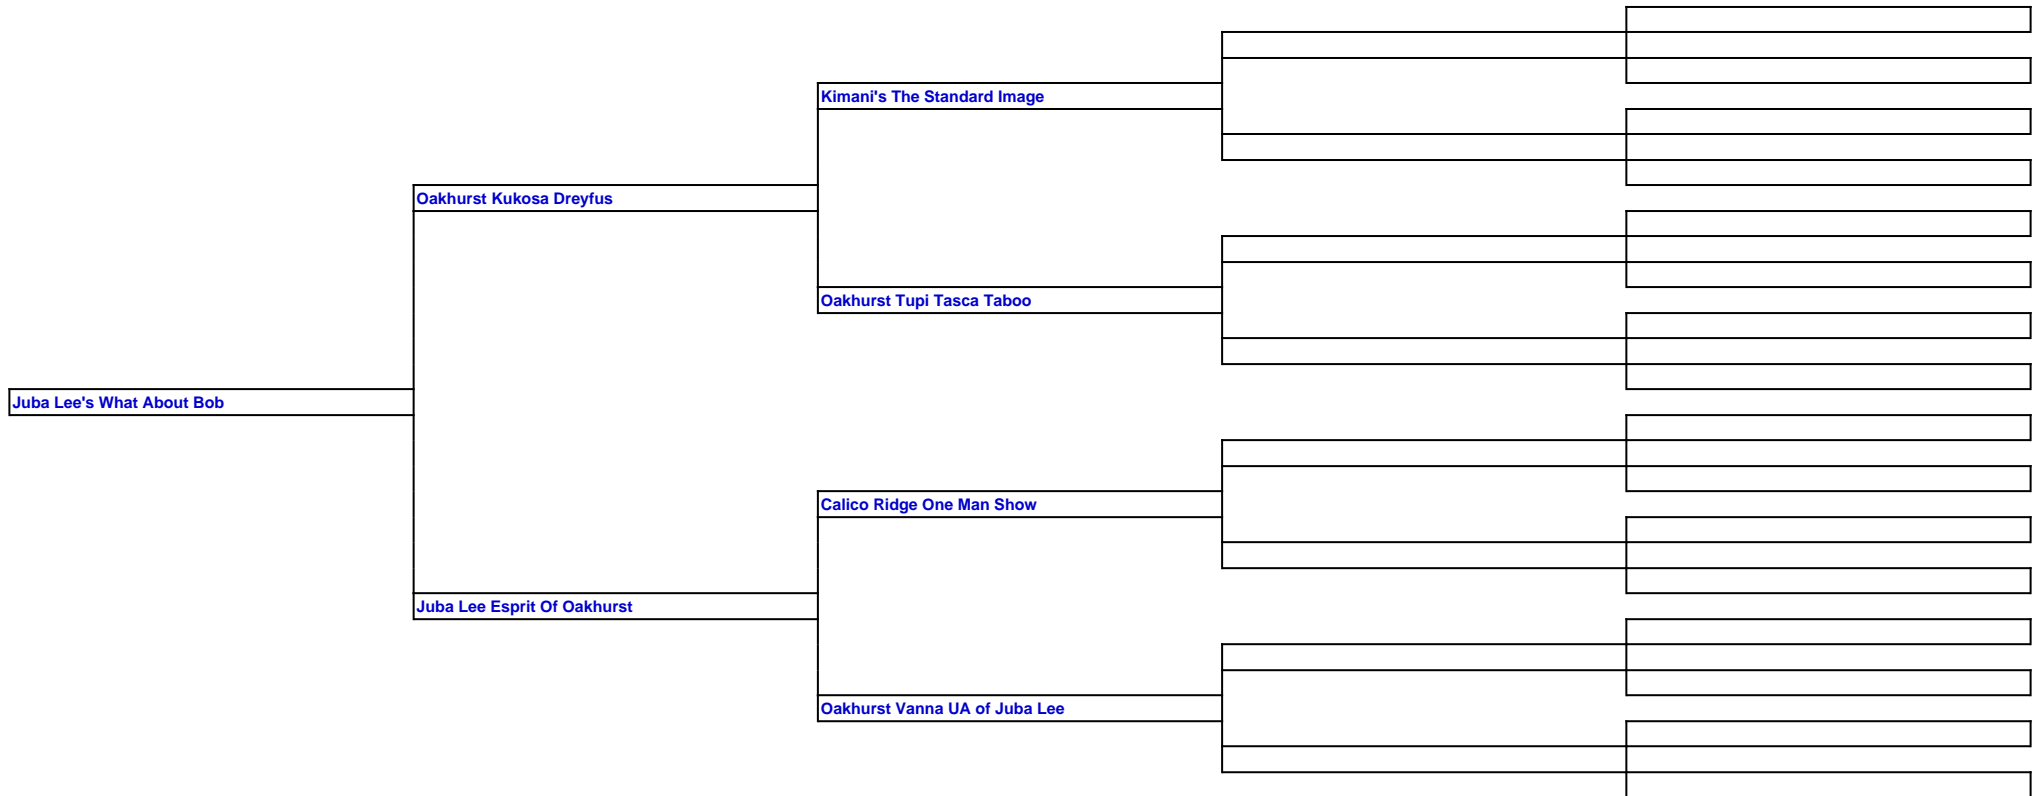 Kimani's The Standard Image
Oakhurst Kukosa Dreyfus
Oakhurst Tupi Tasca Taboo
Juba Lee's What About Bob
Calico Ridge One Man Show
Juba Lee Esprit Of Oakhurst
Oakhurst Vanna UA of Juba Lee